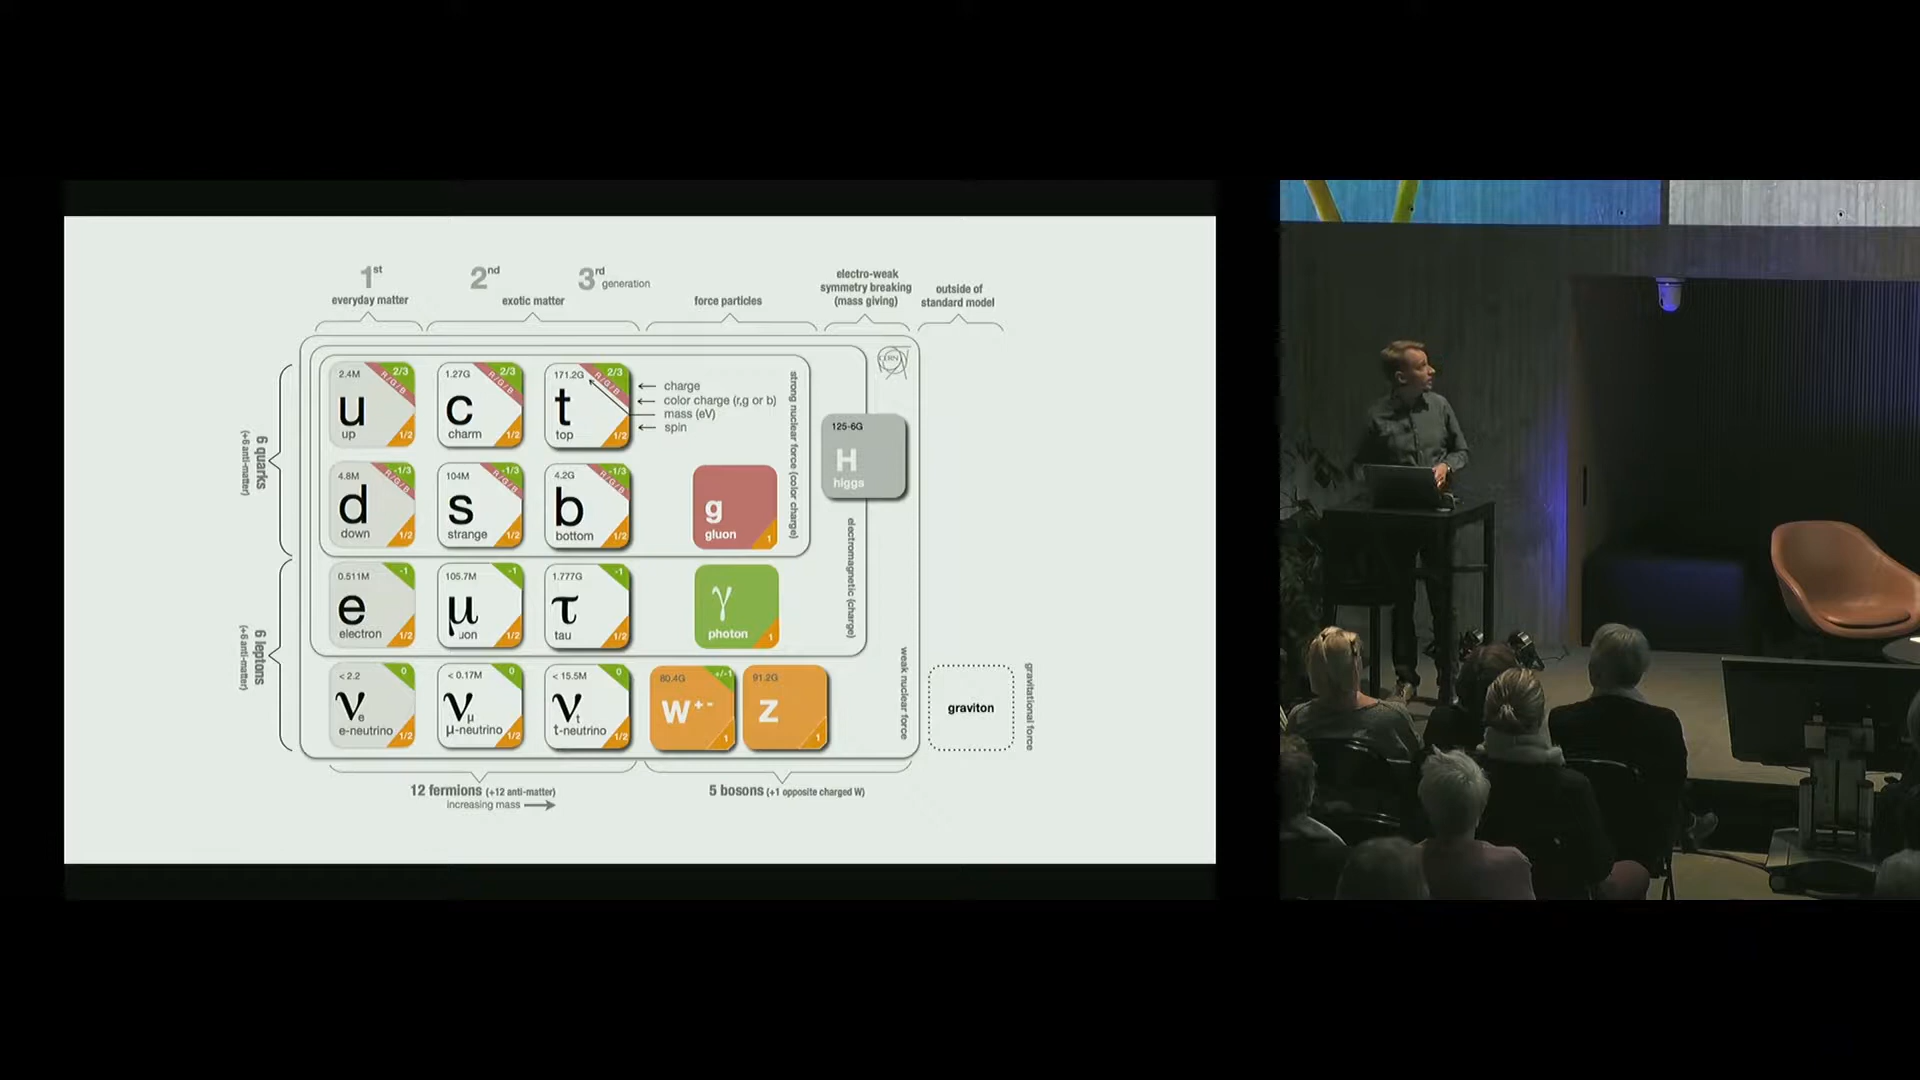 1st
2nd
3rd generation
everyday matter
exotic matter
force particles
electro-weak
symmetry breaking
(mass giving)
outside of
standard model
6 quarks
(+6 anti-matter)
2.4M
2/3
R/G/B
u
up
1/2
1.27G
2/3
R/G/B
c
charm
1/2
171.2G
2/3
R/G/B
t
top
1/2
charge
color charge (r,g or b)
mass (eV)
spin
strong nuclear force (color charge)
CERN
125-6G
H
higgs
4.8M
-1/3
R/G/B
d
down
1/2
104M
-1/3
R/G/B
s
strange
1/2
4.2G
-1/3
R/G/B
b
bottom
1/2
g
gluon
1
electromagnetic (charge)
6 leptons
(+6 anti-matter)
0.511M
-1
e
electron
1/2
105.7M
-1
μ
uon
1/2
1.777G
-1
τ
tau
1/2
γ
photon
1
weak nuclear force
< 2.2
0
νe
e-neutrino
1/2
< 0.17M
0
νμ
μ-neutrino
1/2
< 15.5M
0
νt
t-neutrino
1/2
80.4G
+/-1
W+-
1
91.2G
Z
1
graviton
gravitational force
12 fermions (+12 anti-matter)
increasing mass
5 bosons (+1 opposite charged W)